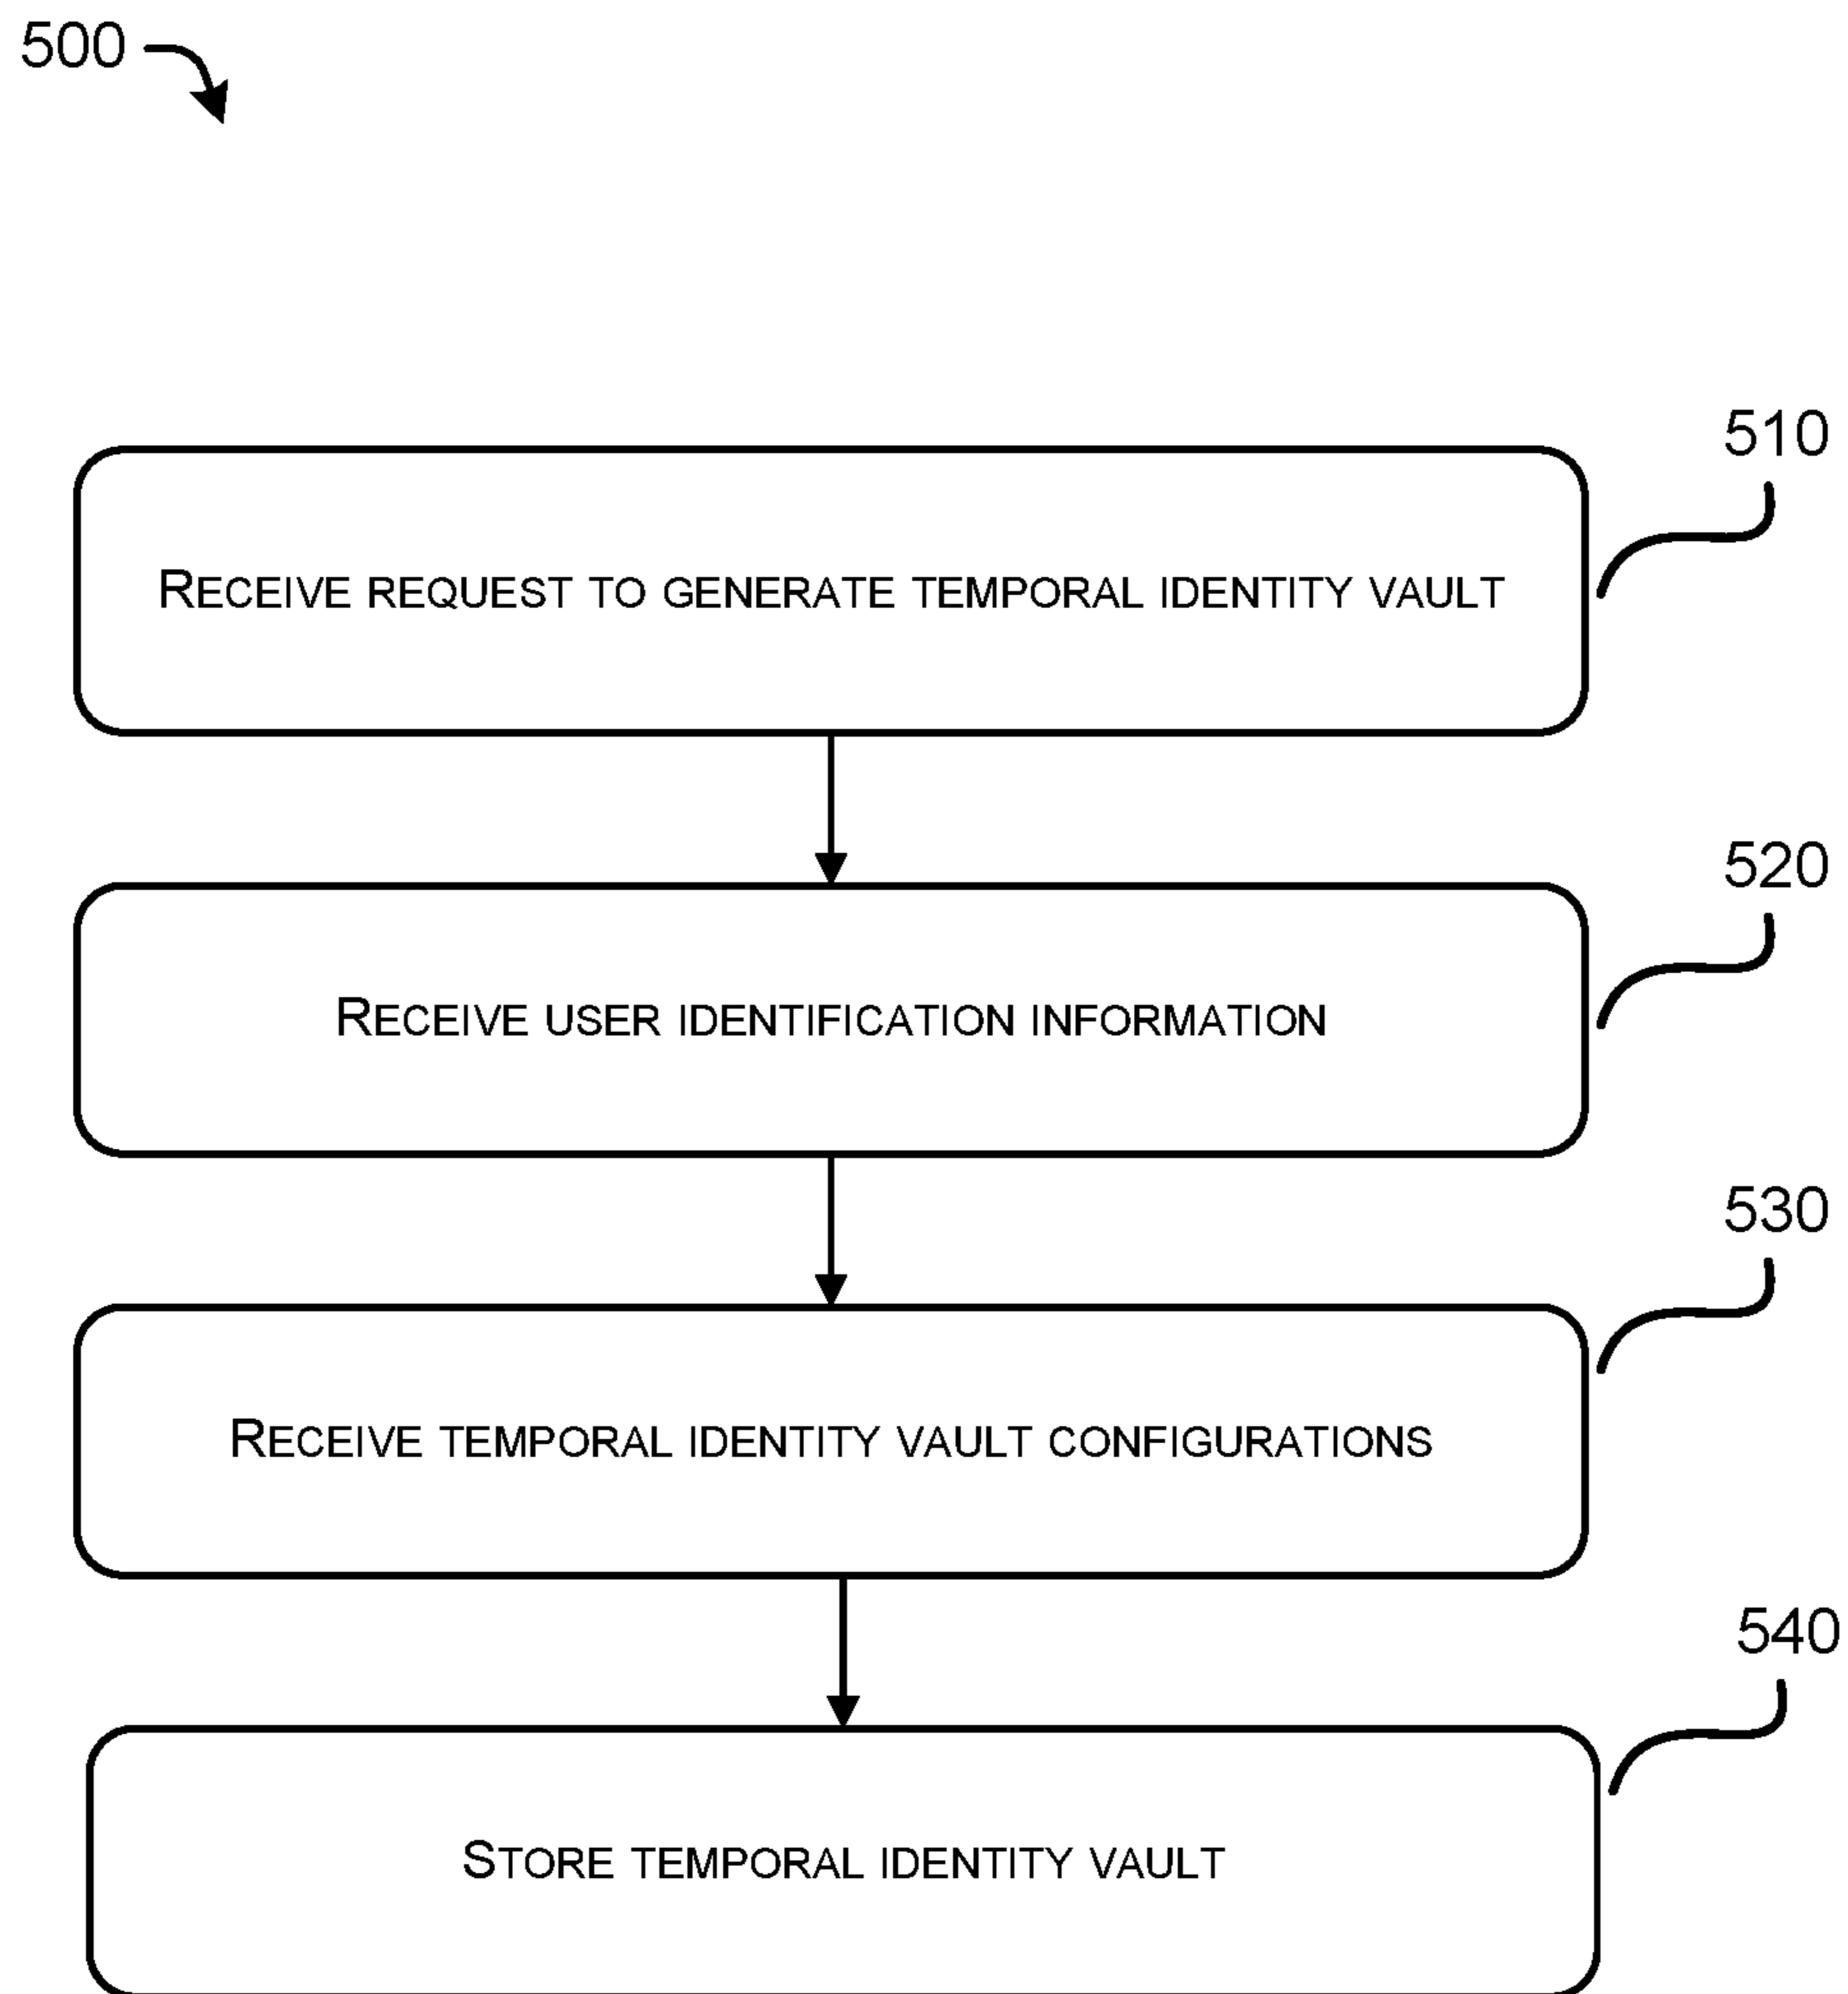 500
510
RECEIVE REQUEST TO GENERATE TEMPORAL IDENTITY VAULT
520
RECEIVE USER IDENTIFICATION INFORMATION
530
RECEIVE TEMPORAL IDENTITY VAULT CONFIGURATIONS
540
STORE TEMPORAL IDENTITY VAULT